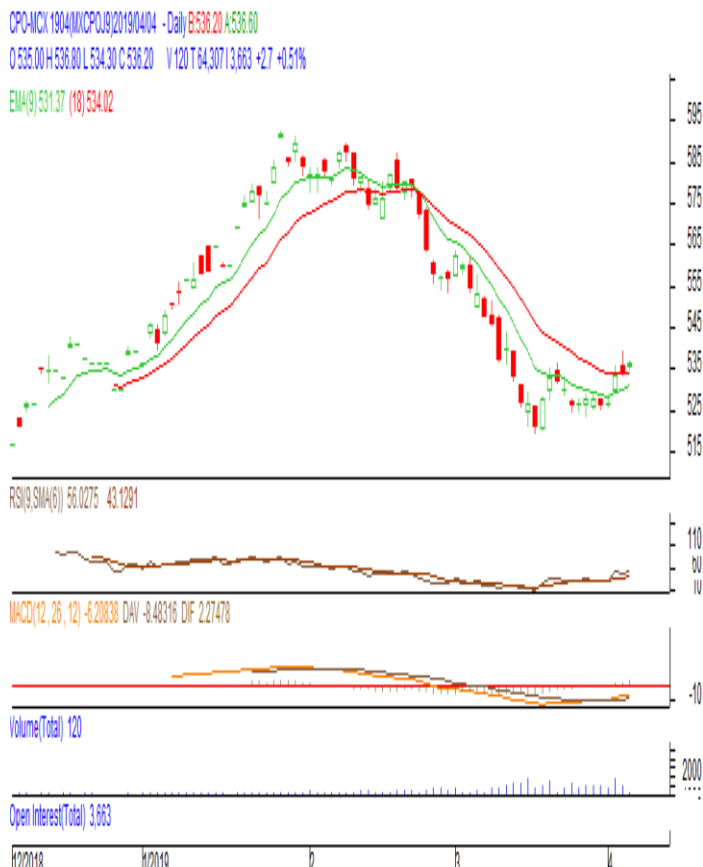 CPO-MCX 1904(MXCPOJ9)2019/04/04 - Daily B:536.20 A:536.60
O 535.00 H 536.80 L 534.30 C 536.20 V 120 T 64,307 I 3,663 +2.7 +0.51%
EMA(9) 531.37 (18) 534.02
595
585
575
565
555
545
535
525
515
RSI(9,SMA(6)) 56.0275 43.1291
110
60
10
MACD(12 , 26 , 12) -6.20838 DAV -8.48316 DIF 2.27478
-10
Volume(Total) 120
2000
Open Interest(Total) 3,663
12/2018 1/2019 2 3 4